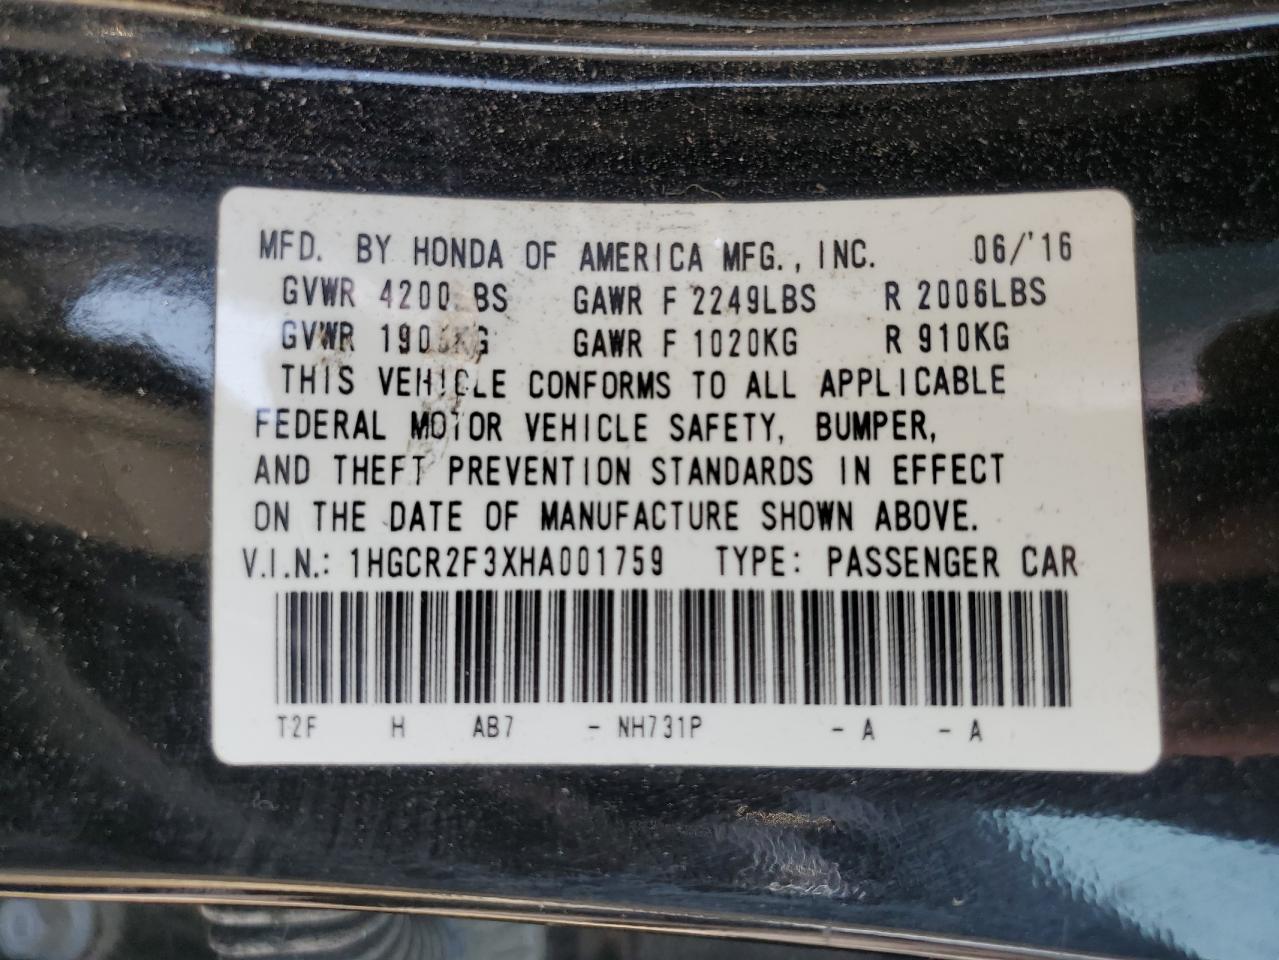 MFD. BY HONDA OF AMERICA MFG., INC. 06/'16
GVWR 4200 BS GAWR F 2249LBS R 2006LBS
GVWR GAWR F 1020KG R 910KG
THIS VEHICLE CONFORMS TO ALL APPLICABLE
FEDERAL MOTOR VEHICLE SAFETY, BUMPER,
AND THEFT PREVENTION STANDARDS IN EFFECT
ON THE DATE OF MANUFACTURE SHOWN ABOVE.
V.I.N.: 1HGCR2F3XHA001759 TYPE: PASSENGER CAR
T2F H AB7 - NH731P - A - A